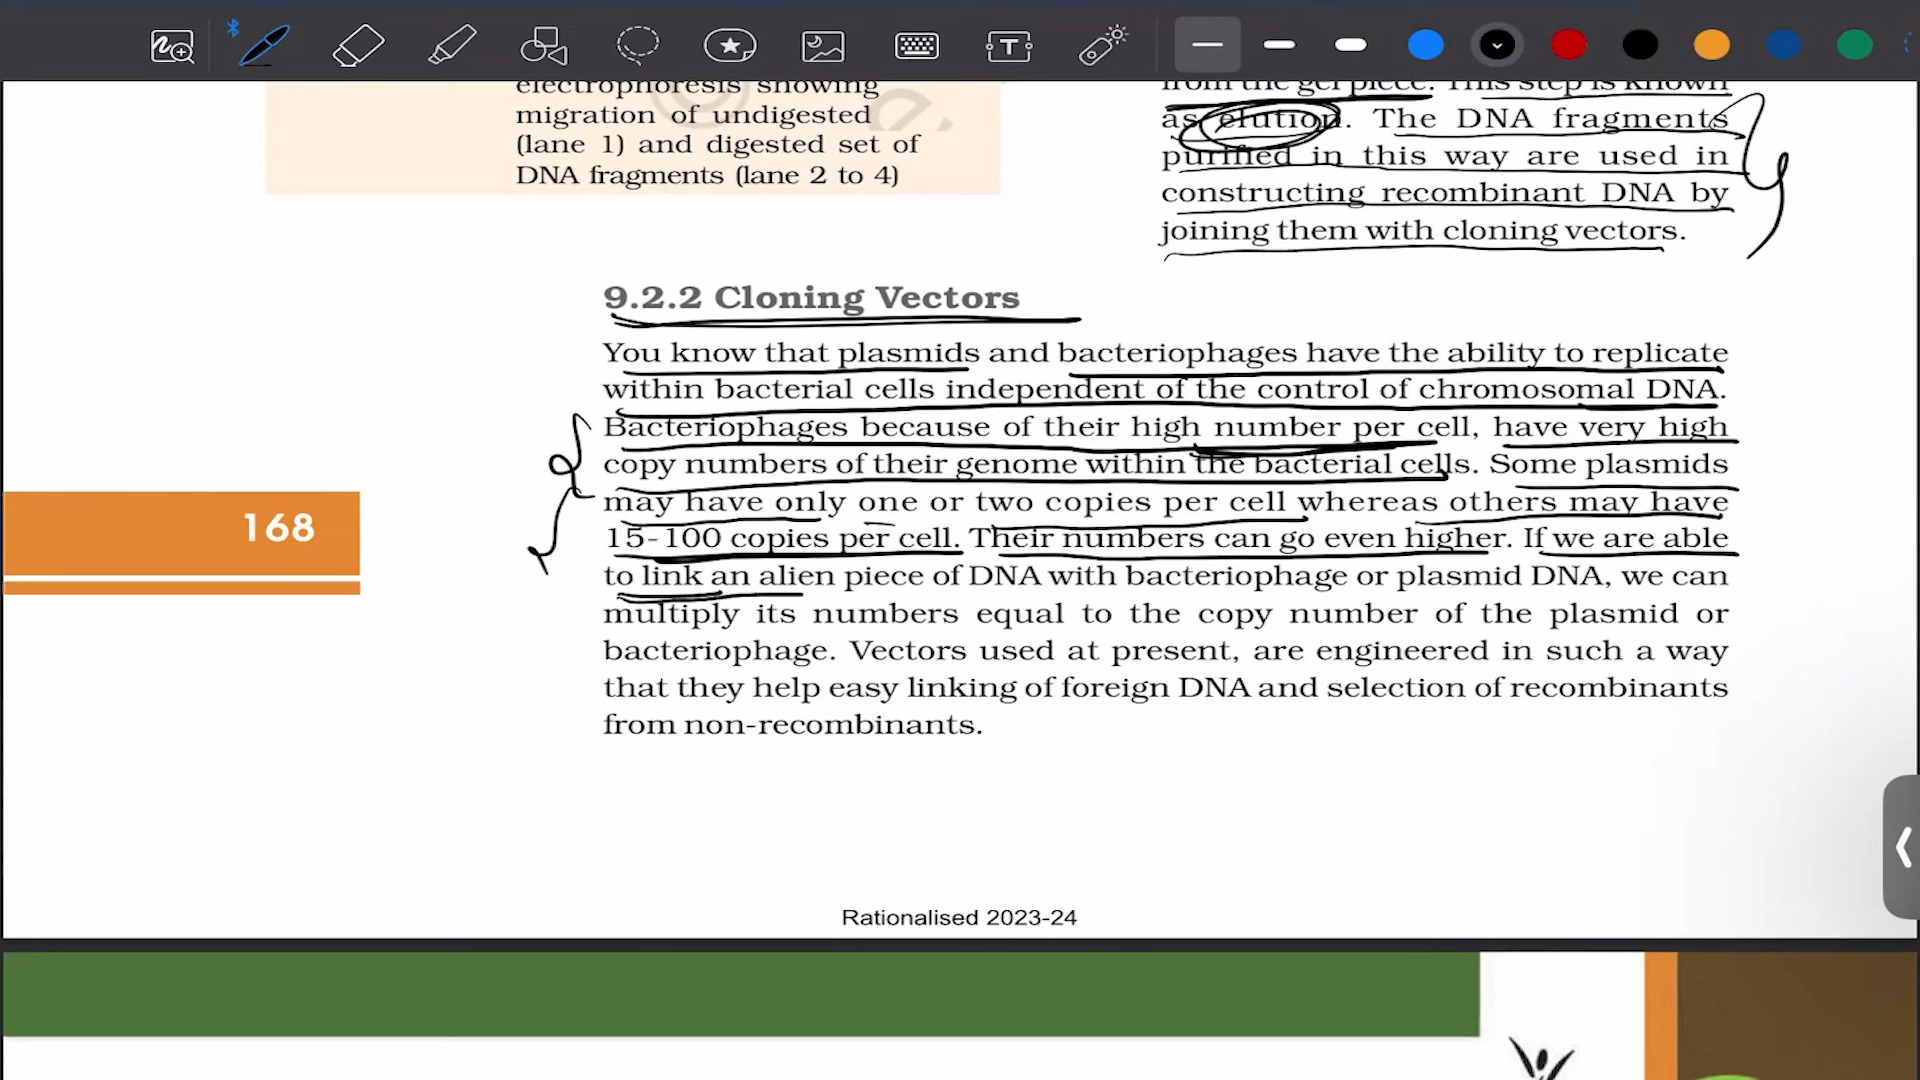 electrophoresis showing
migration of undigested
(lane 1) and digested set of
DNA fragments (lane 2 to 4)
from the gel piece. This step is known
as elution. The DNA fragments
purified in this way are used in
constructing recombinant DNA by
joining them with cloning vectors.
9.2.2 Cloning Vectors
You know that plasmids and bacteriophages have the ability to replicate
within bacterial cells independent of the control of chromosomal DNA.
Bacteriophages because of their high number per cell, have very high
copy numbers of their genome within the bacterial cells. Some plasmids
may have only one or two copies per cell whereas others may have
15-100 copies per cell. Their numbers can go even higher. If we are able
to link an alien piece of DNA with bacteriophage or plasmid DNA, we can
multiply its numbers equal to the copy number of the plasmid or
bacteriophage. Vectors used at present, are engineered in such a way
that they help easy linking of foreign DNA and selection of recombinants
from non-recombinants.
168
Rationalised 2023-24